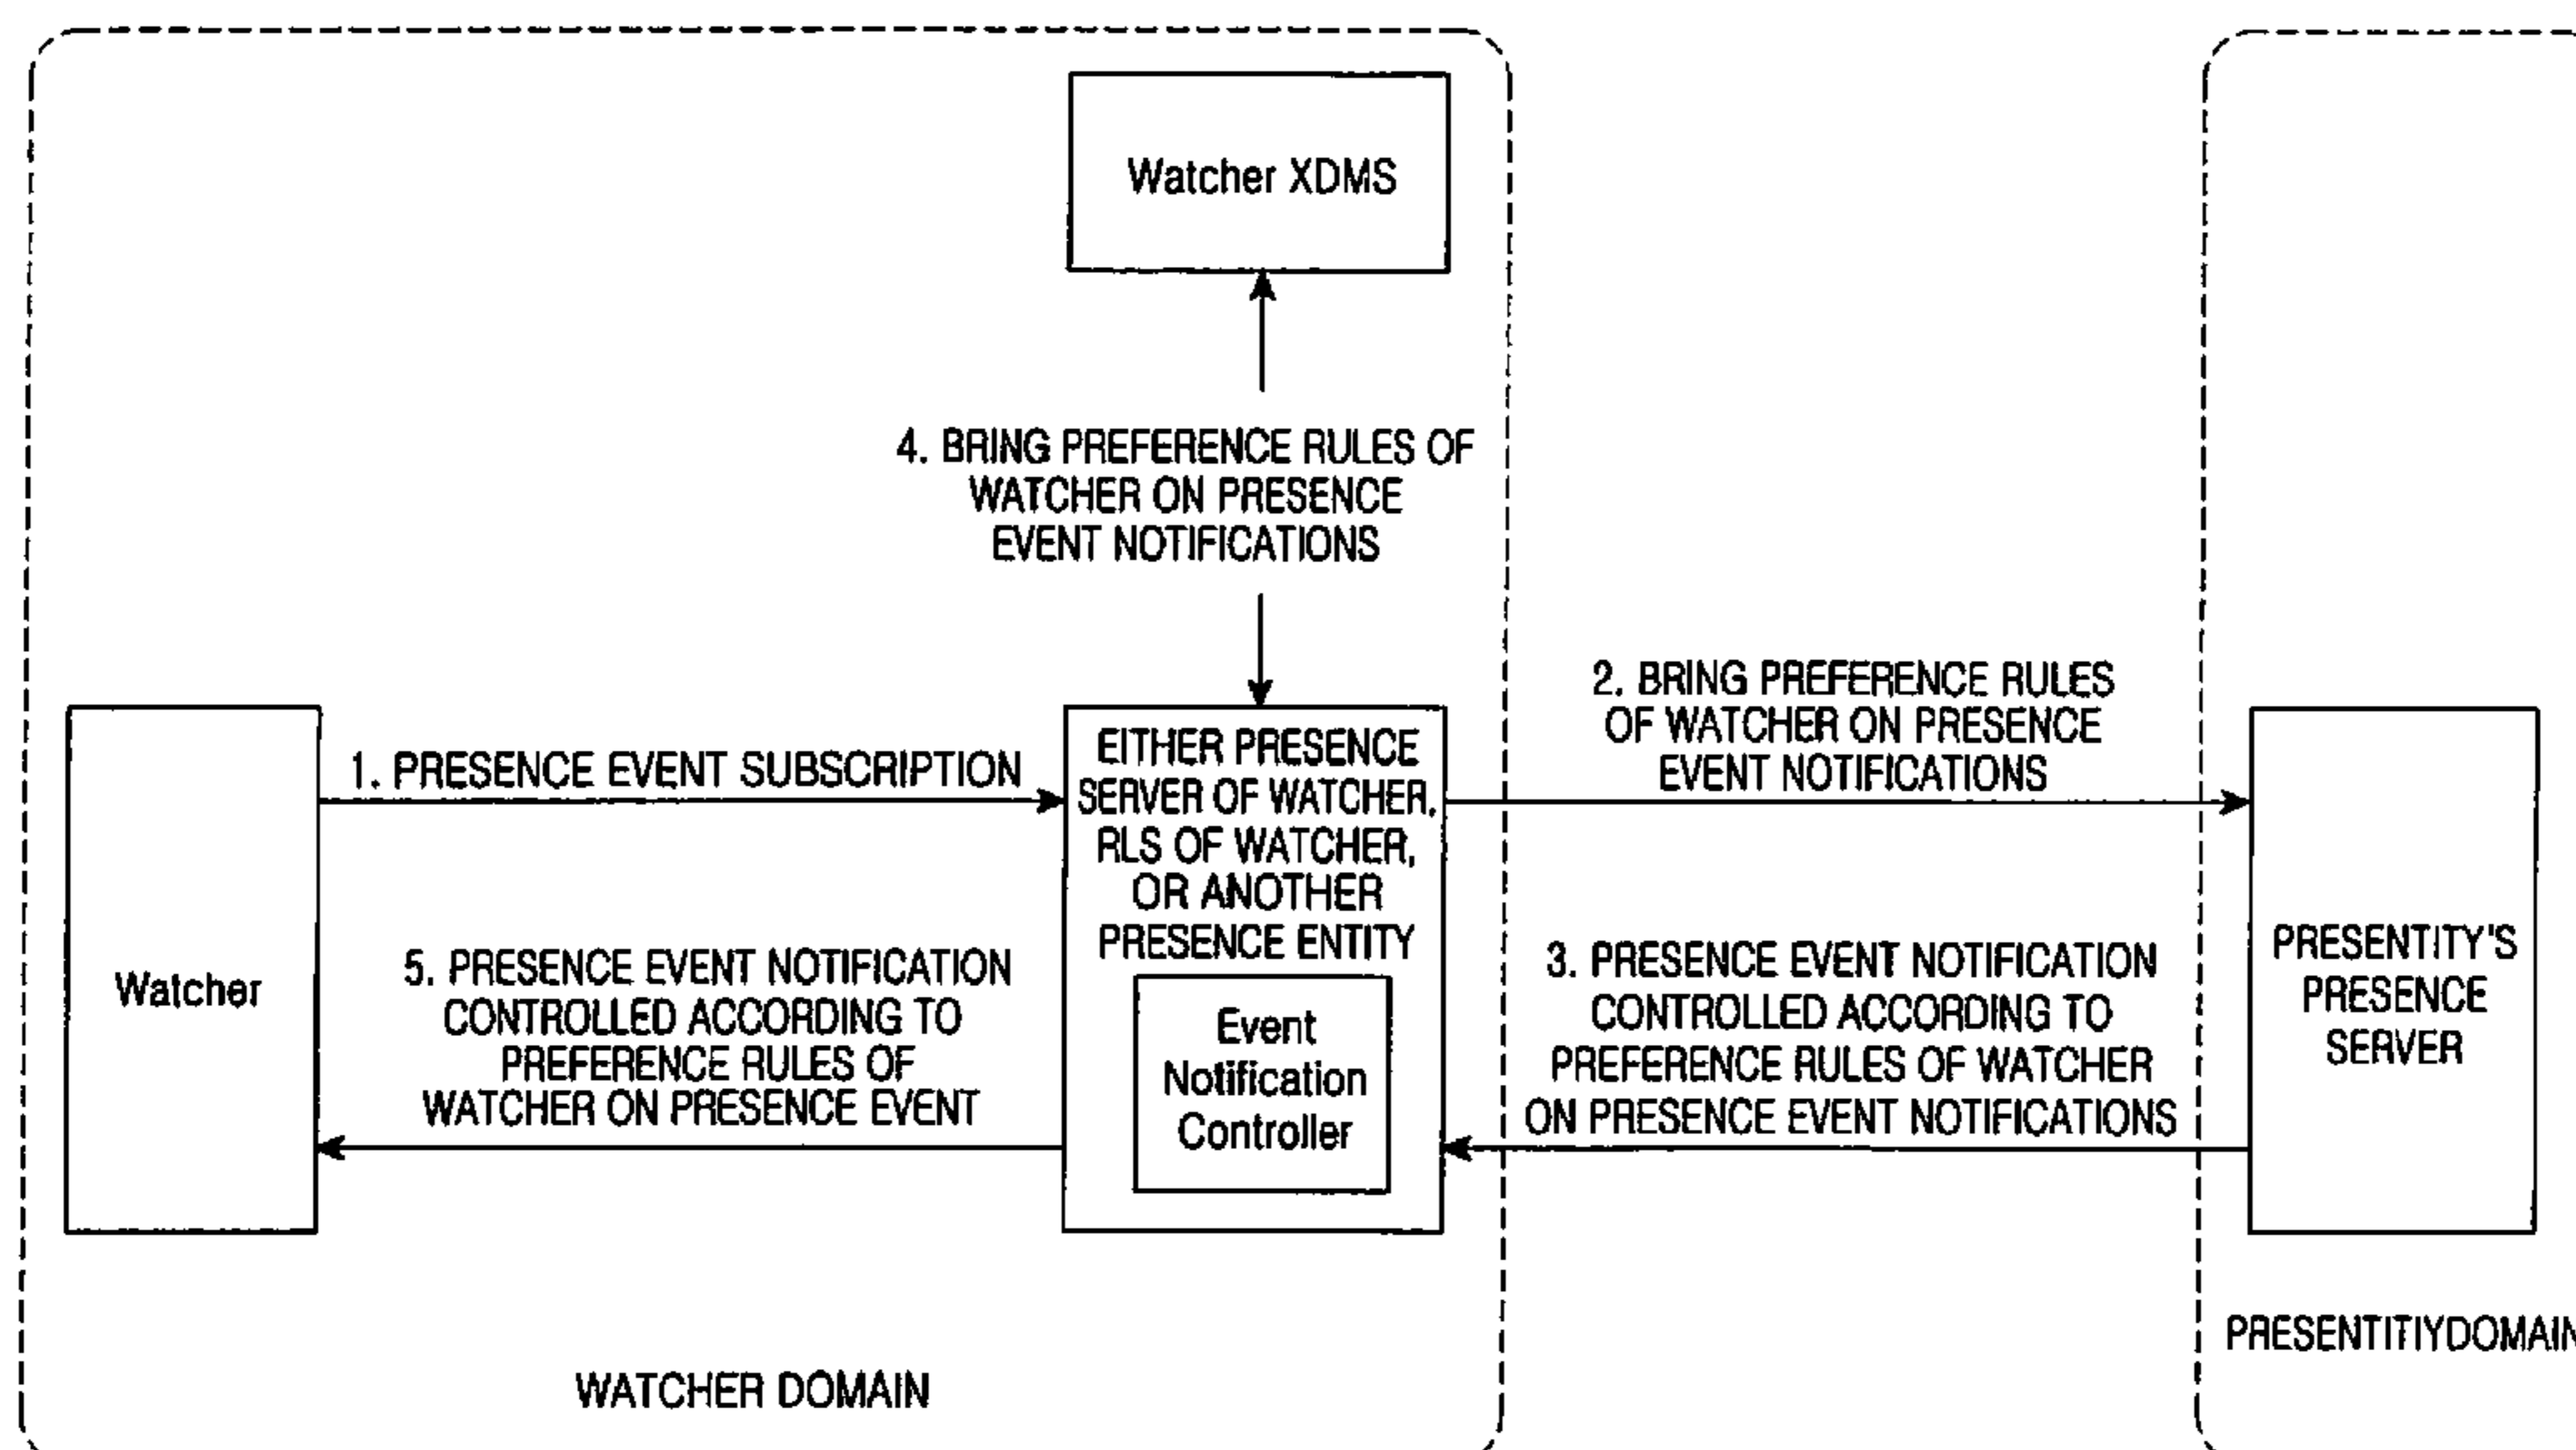 Watcher XDMS
4. BRING PREFERENCE RULES OF
WATCHER ON PRESENCE
EVENT NOTIFICATIONS
1. PRESENCE EVENT SUBSCRIPTION
EITHER PRESENCE
SERVER OF WATCHER,
RLS OF WATCHER,
OR ANOTHER
PRESENCE ENTITY
2. BRING PREFERENCE RULES
OF WATCHER ON PRESENCE
EVENT NOTIFICATIONS
Watcher
5. PRESENCE EVENT NOTIFICATION
CONTROLLED ACCORDING TO
PREFERENCE RULES OF
WATCHER ON PRESENCE EVENT
Event
Notification
Controller
3. PRESENCE EVENT NOTIFICATION
CONTROLLED ACCORDING TO
PREFERENCE RULES OF WATCHER
ON PRESENCE EVENT NOTIFICATIONS
PRESENTITY'S
PRESENCE
SERVER
WATCHER DOMAIN
PRESENTITIYDOMAIN